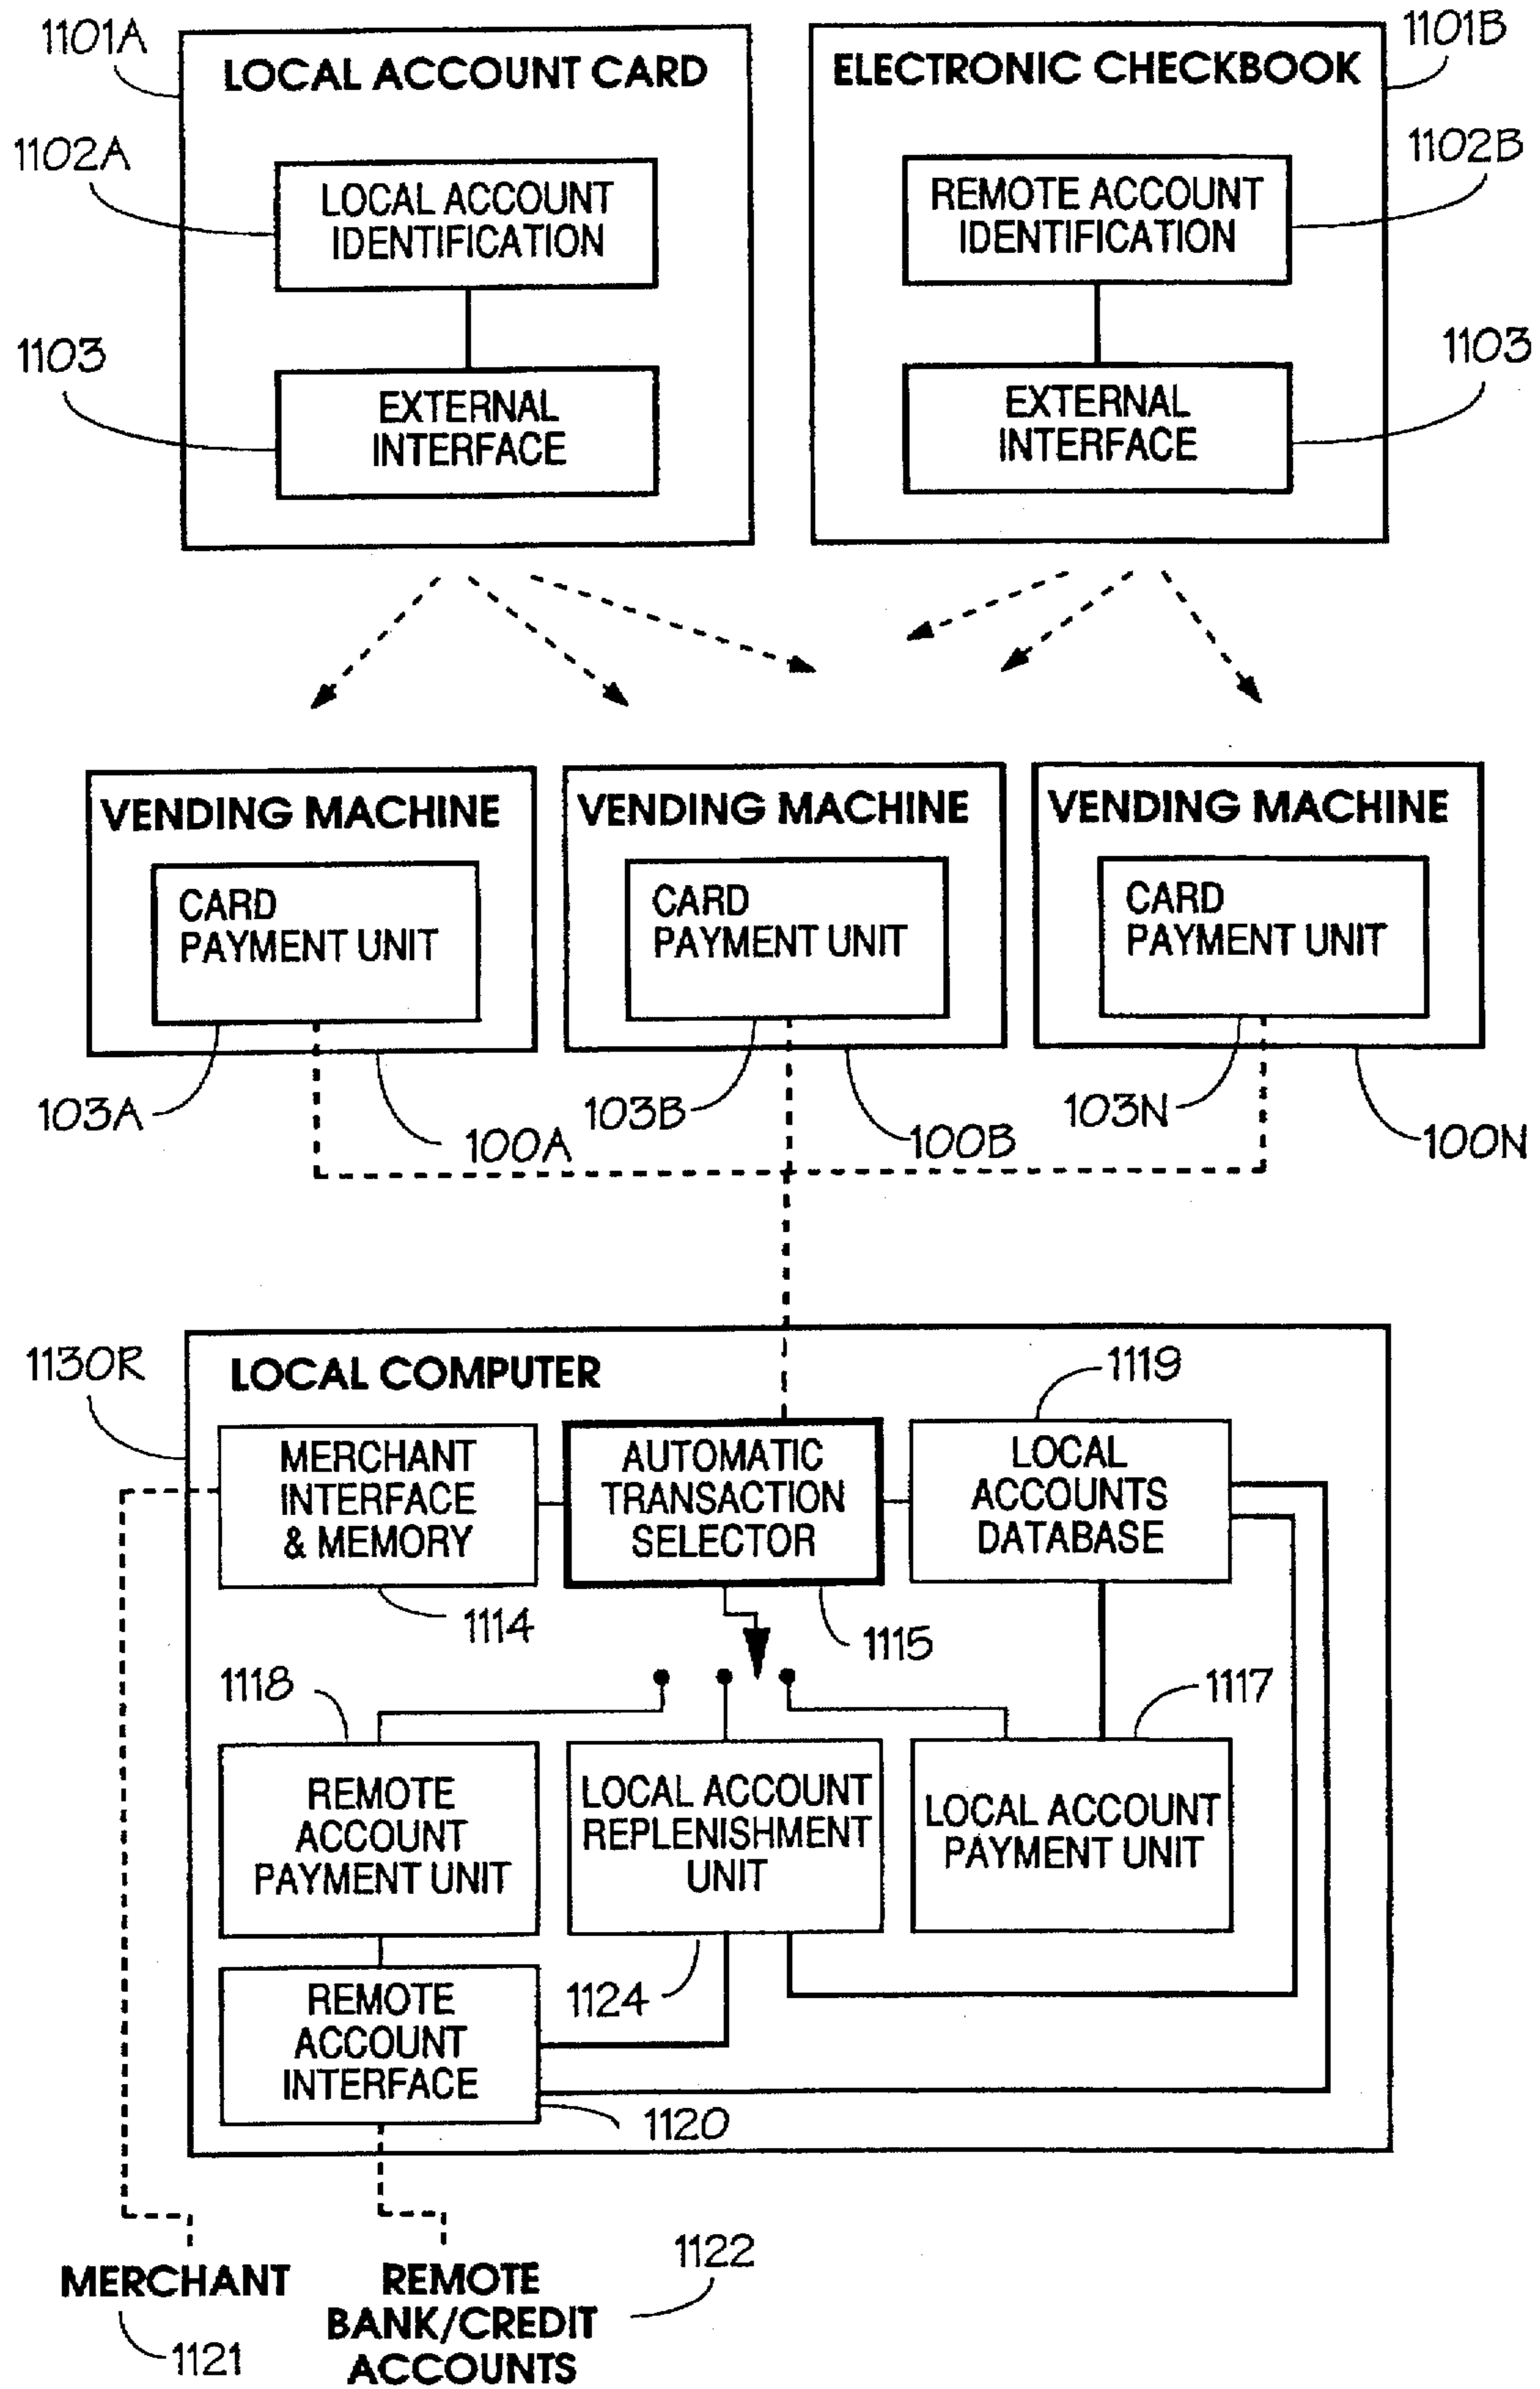 1101A
LOCAL ACCOUNT CARD
1102A
LOCAL ACCOUNT
IDENTIFICATION
1103
EXTERNAL
INTERFACE
1101B
ELECTRONIC CHECKBOOK
1102B
REMOTE ACCOUNT
IDENTIFICATION
1103
EXTERNAL
INTERFACE
VENDING MACHINE
CARD
PAYMENT UNIT
103A
100A
VENDING MACHINE
CARD
PAYMENT UNIT
103B
100B
VENDING MACHINE
CARD
PAYMENT UNIT
103N
100N
1130R
LOCAL COMPUTER
MERCHANT
INTERFACE
& MEMORY
1114
AUTOMATIC
TRANSACTION
SELECTOR
1115
1119
LOCAL
ACCOUNTS
DATABASE
1118
REMOTE
ACCOUNT
PAYMENT UNIT
LOCAL ACCOUNT
REPLENISHMENT
UNIT
1124
1117
LOCAL ACCOUNT
PAYMENT UNIT
REMOTE
ACCOUNT
INTERFACE
1120
MERCHANT
1121
REMOTE
BANK/CREDIT
ACCOUNTS
1122